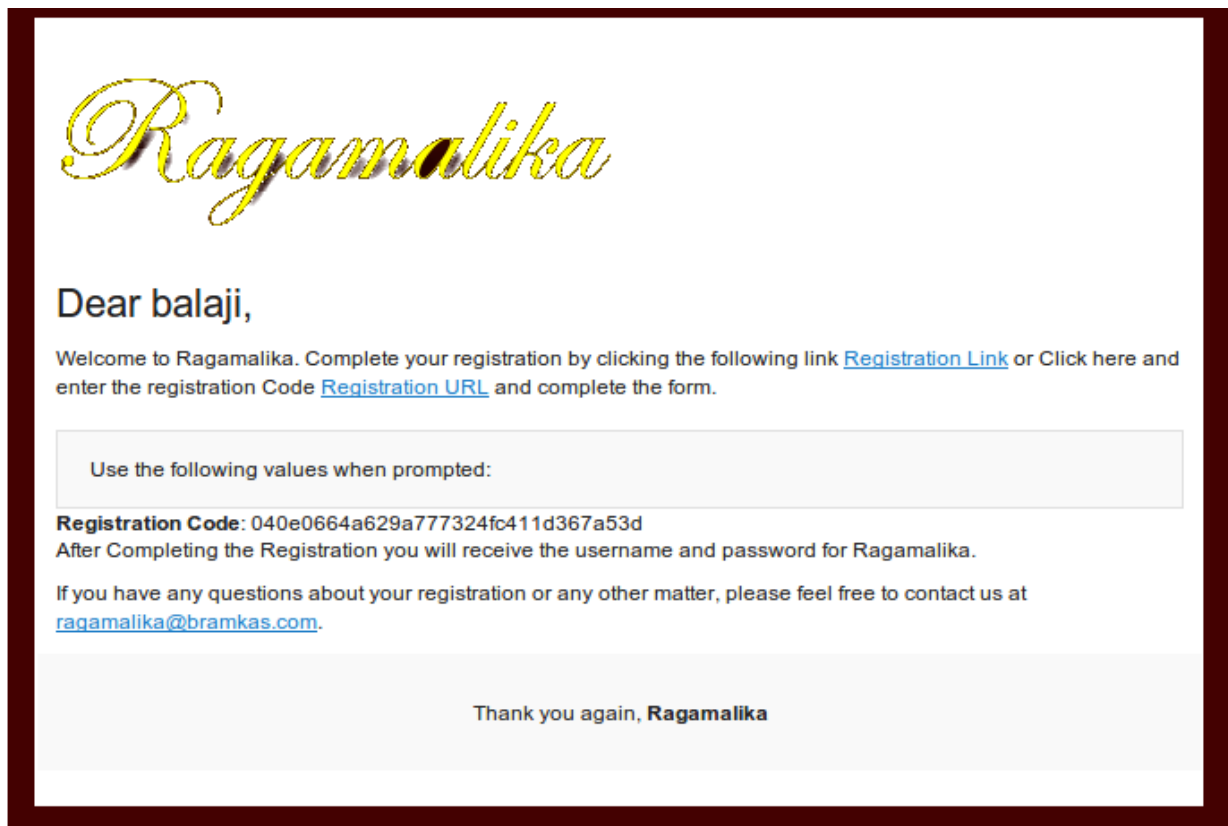 Ragamalika
Dear balaji,
Welcome to Ragamalika. Complete your registration by clicking the following link Registration Link or Click here and
enter the registration Code Registration URL and complete the form.
Use the following values when prompted:
Registration Code: 040e0664a629a777324fc411d367a53d
After Completing the Registration you will receive the username and password for Ragamalika.
If you have any questions about your registration or any other matter, please feel free to contact us at
ragamalika@bramkas.com.
Thank you again, Ragamalika